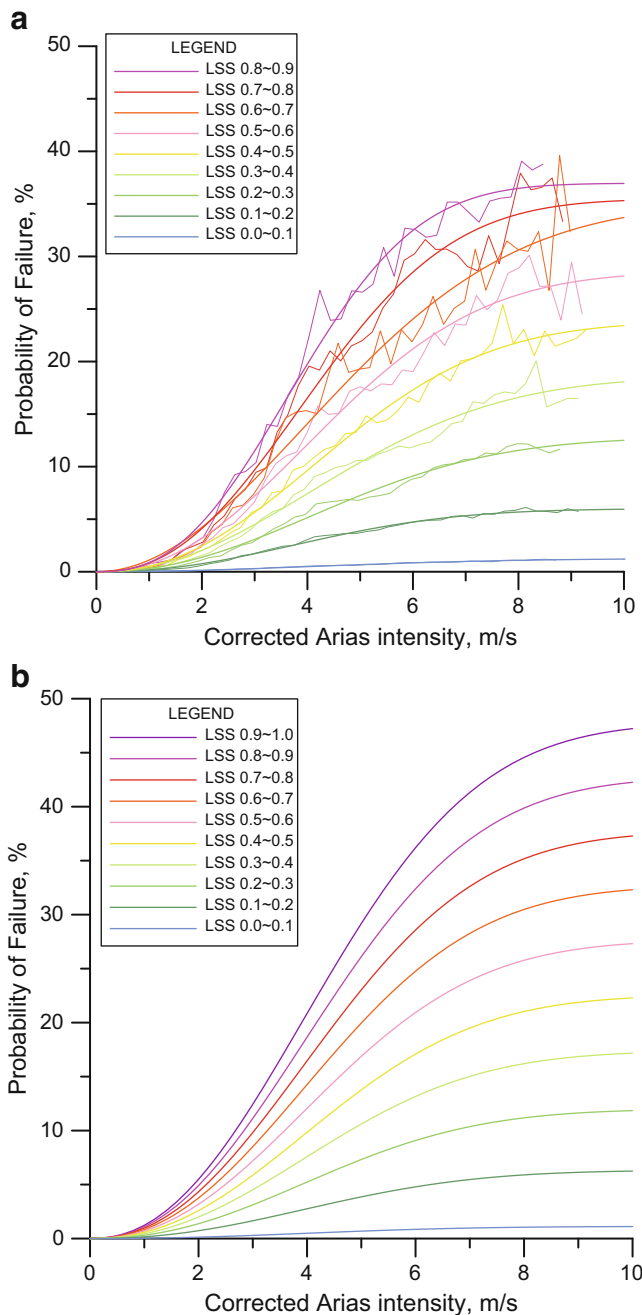 a
50
40
30
20
10
0
Probability of Failure, %
LEGEND
LSS 0.8~0.9
LSS 0.7~0.8
LSS 0.6~0.7
LSS 0.5~0.6
LSS 0.4~0.5
LSS 0.3~0.4
LSS 0.2~0.3
LSS 0.1~0.2
LSS 0.0~0.1
0 2 4 6 8 10
Corrected Arias intensity, m/s
b
50
40
30
20
10
0
Probability of Failure, %
LEGEND
LSS 0.9~1.0
LSS 0.8~0.9
LSS 0.7~0.8
LSS 0.6~0.7
LSS 0.5~0.6
LSS 0.4~0.5
LSS 0.3~0.4
LSS 0.2~0.3
LSS 0.1~0.2
LSS 0.0~0.1
0 2 4 6 8 10
Corrected Arias intensity, m/s